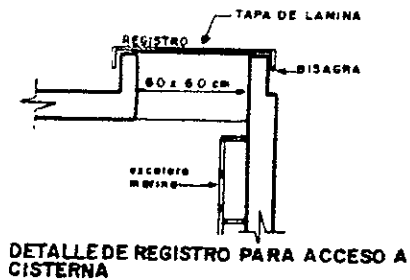 TAPA DE LAMINA
REGISTRO
BISAGRA
60 x 60 cm
escalera
marina
DETALLE DE REGISTRO PARA ACCESO A
CISTERNA